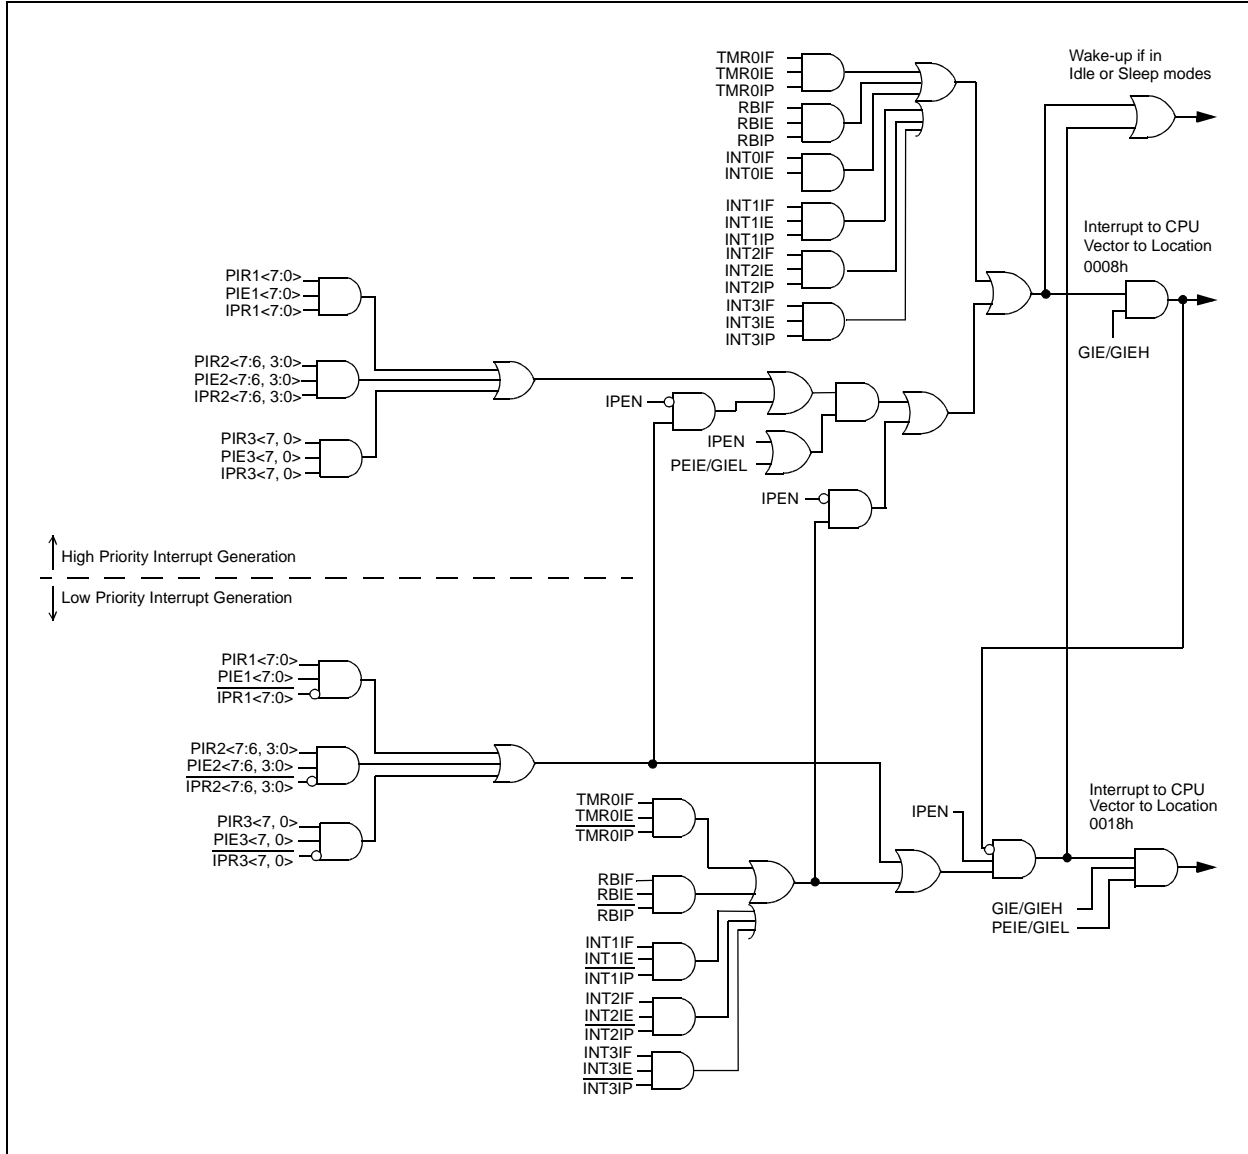 TMR0IF
TMR0IE
TMR0IP
RBIF
RBIE
RBIP
INT0IF
INT0IE
INT1IF
INT1IE
INT1IP
INT2IF
INT2IE
INT2IP
INT3IF
INT3IE
INT3IP
Wake-up if in
Idle or Sleep modes
Interrupt to CPU
Vector to Location
0008h
GIE/GIEH
PIR1<7:0>
PIE1<7:0>
IPR1<7:0>
PIR2<7:6, 3:0>
PIE2<7:6, 3:0>
IPR2<7:6, 3:0>
PIR3<7, 0>
PIE3<7, 0>
IPR3<7, 0>
IPEN
IPEN
PEIE/GIEL
IPEN
High Priority Interrupt Generation
Low Priority Interrupt Generation
PIR1<7:0>
PIE1<7:0>
IPR1<7:0>
PIR2<7:6, 3:0>
PIE2<7:6, 3:0>
IPR2<7:6, 3:0>
PIR3<7, 0>
PIE3<7, 0>
IPR3<7, 0>
TMR0IF
TMR0IE
TMR0IP
RBIF
RBIE
RBIP
INT1IF
INT1IE
INT1IP
INT2IF
INT2IE
INT2IP
INT3IF
INT3IE
INT3IP
IPEN
Interrupt to CPU
Vector to Location
0018h
GIE/GIEH
PEIE/GIEL